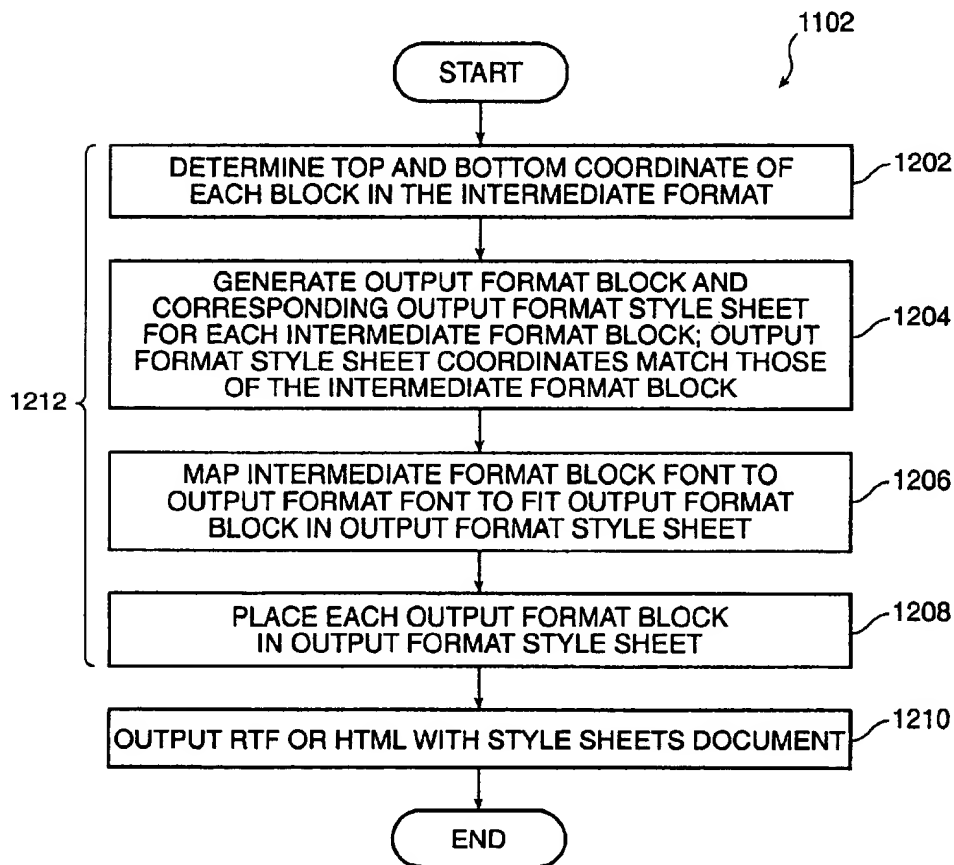 1102
START
DETERMINE TOP AND BOTTOM COORDINATE OF
EACH BLOCK IN THE INTERMEDIATE FORMAT
1202
GENERATE OUTPUT FORMAT BLOCK AND
CORRESPONDING OUTPUT FORMAT STYLE SHEET
FOR EACH INTERMEDIATE FORMAT BLOCK; OUTPUT
FORMAT STYLE SHEET COORDINATES MATCH THOSE
OF THE INTERMEDIATE FORMAT BLOCK
1204
1212
MAP INTERMEDIATE FORMAT BLOCK FONT TO
OUTPUT FORMAT FONT TO FIT OUTPUT FORMAT
BLOCK IN OUTPUT FORMAT STYLE SHEET
1206
PLACE EACH OUTPUT FORMAT BLOCK
IN OUTPUT FORMAT STYLE SHEET
1208
OUTPUT RTF OR HTML WITH STYLE SHEETS DOCUMENT
1210
END